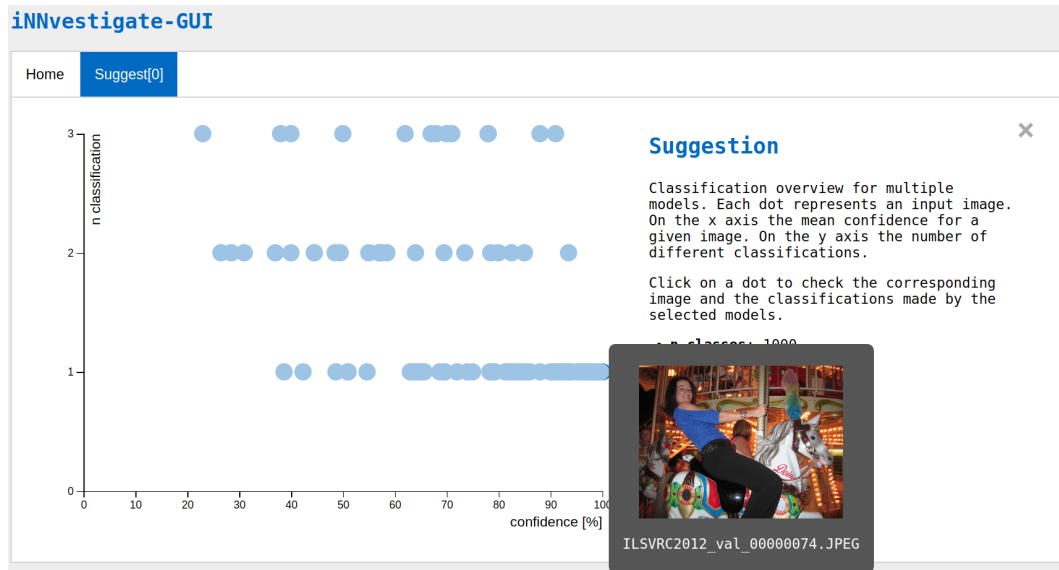 iNNvestigate-GUI
Home
Suggest[0]
n classification
3
2
1
0
0 10 20 30 40 50 60 70 80 90 100
confidence [%]
×
Suggestion
Classification overview for multiple
models. Each dot represents an input image.
On the x axis the mean confidence for a
given image. On the y axis the number of
different classifications.
Click on a dot to check the corresponding
image and the classifications made by the
selected models.
• n classes: 1000
ILSVRC2012_val_00000074.JPEG